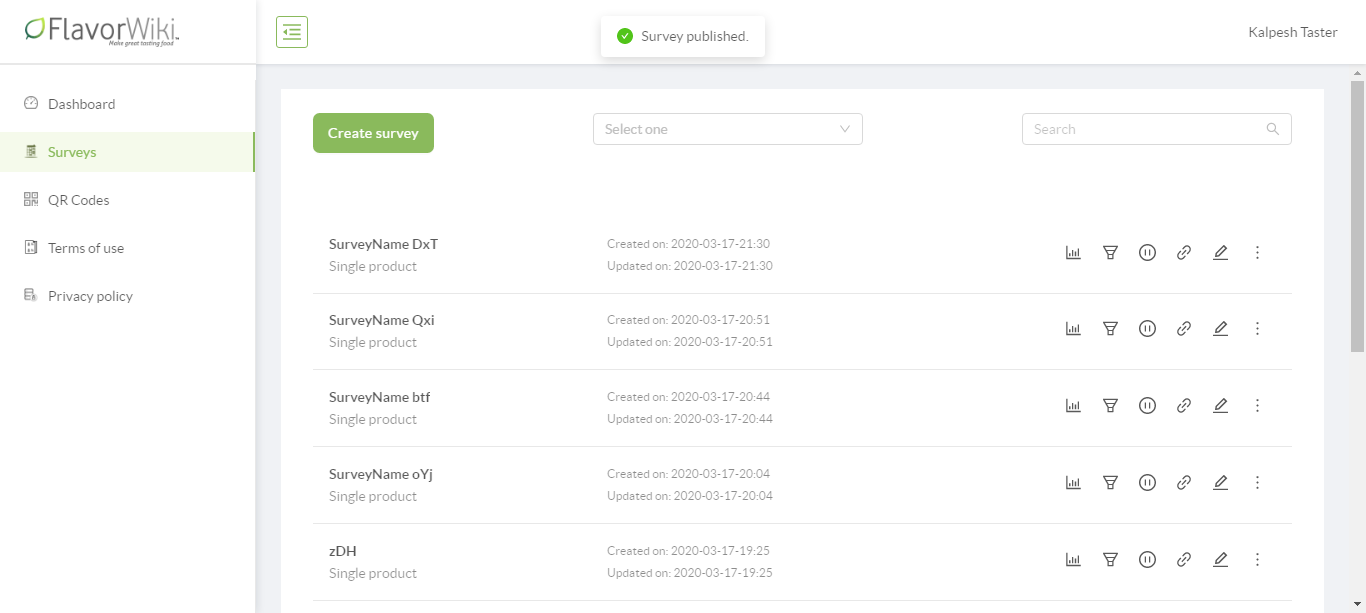 FlavorWiki
Make great tasting food
Survey published.
Kalpesh Taster
Dashboard
Surveys
QR Codes
Terms of use
Privacy policy
Create survey
Select one
Search
SurveyName DxT
Single product
Created on: 2020-03-17-21:30
Updated on: 2020-03-17-21:30
SurveyName Qxi
Single product
Created on: 2020-03-17-20:51
Updated on: 2020-03-17-20:51
SurveyName btf
Single product
Created on: 2020-03-17-20:44
Updated on: 2020-03-17-20:44
SurveyName oYj
Single product
Created on: 2020-03-17-20:04
Updated on: 2020-03-17-20:04
zDH
Single product
Created on: 2020-03-17-19:25
Updated on: 2020-03-17-19:25